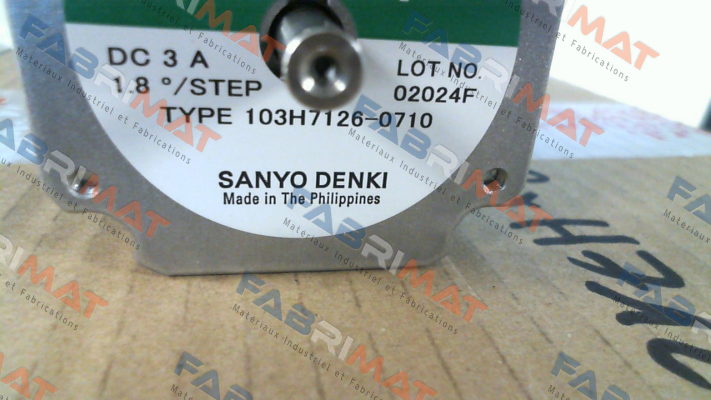 DC 3 A
1.8 °/STEP
LOT NO.
02024F
TYPE 103H7126-0710
SANYO DENKI
Made in The Philippines
FABRIMAT
Materiaux Industriel et Fabrications